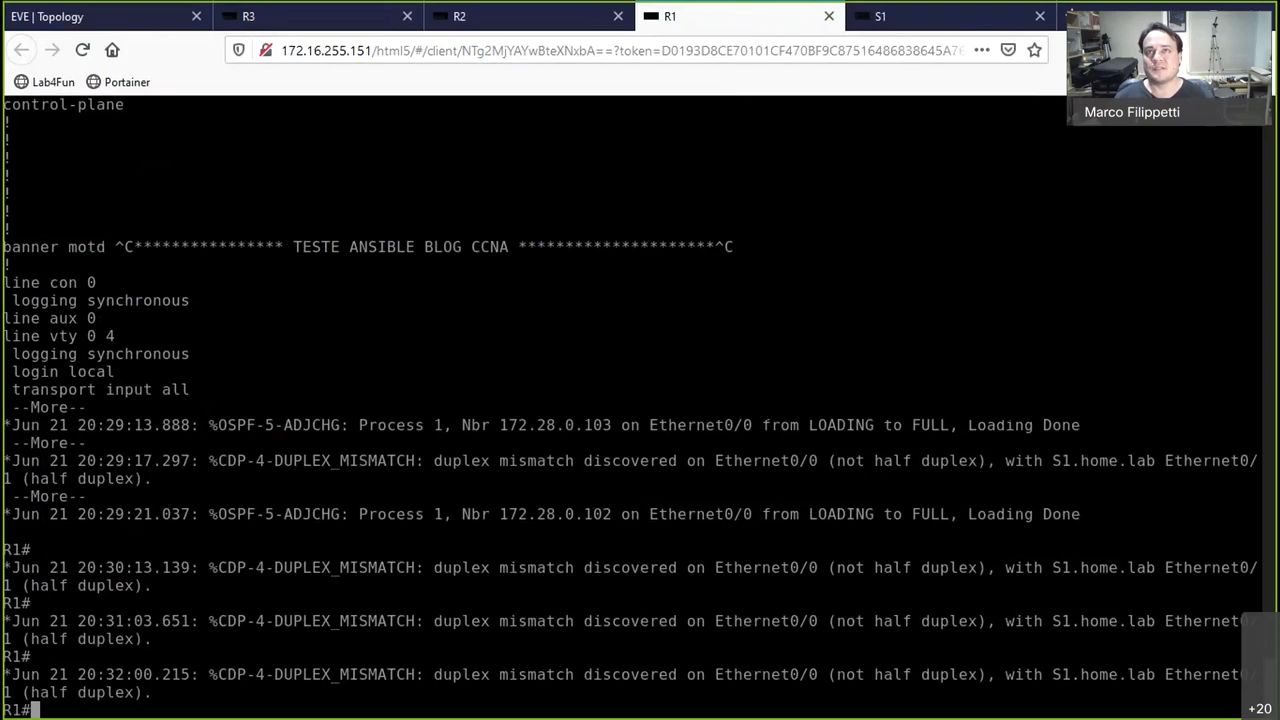 EVE | Topology
R3
R2
R1
S1
172.16.255.151/html5/#/client/NTg2MjYAYwBteXNxbA==?token=D0193D8CE70101CF470BF9C87516486838645A76
Lab4Fun
Portainer
Marco Filippetti
control-plane
!
!
!
!
!
!
!
banner motd ^C**************** TESTE ANSIBLE BLOG CCNA *********************^C
!
line con 0
 logging synchronous
line aux 0
line vty 0 4
 logging synchronous
 login local
 transport input all
 --More--
*Jun 21 20:29:13.888: %OSPF-5-ADJCHG: Process 1, Nbr 172.28.0.103 on Ethernet0/0 from LOADING to FULL, Loading Done
 --More--
*Jun 21 20:29:17.297: %CDP-4-DUPLEX_MISMATCH: duplex mismatch discovered on Ethernet0/0 (not half duplex), with S1.home.lab Ethernet0/
1 (half duplex).
 --More--
*Jun 21 20:29:21.037: %OSPF-5-ADJCHG: Process 1, Nbr 172.28.0.102 on Ethernet0/0 from LOADING to FULL, Loading Done
R1#
*Jun 21 20:30:13.139: %CDP-4-DUPLEX_MISMATCH: duplex mismatch discovered on Ethernet0/0 (not half duplex), with S1.home.lab Ethernet0/
1 (half duplex).
R1#
*Jun 21 20:31:03.651: %CDP-4-DUPLEX_MISMATCH: duplex mismatch discovered on Ethernet0/0 (not half duplex), with S1.home.lab Ethernet0/
1 (half duplex).
R1#
*Jun 21 20:32:00.215: %CDP-4-DUPLEX_MISMATCH: duplex mismatch discovered on Ethernet0/0 (not half duplex), with S1.home.lab Ethernet0/
1 (half duplex).
R1#
+20